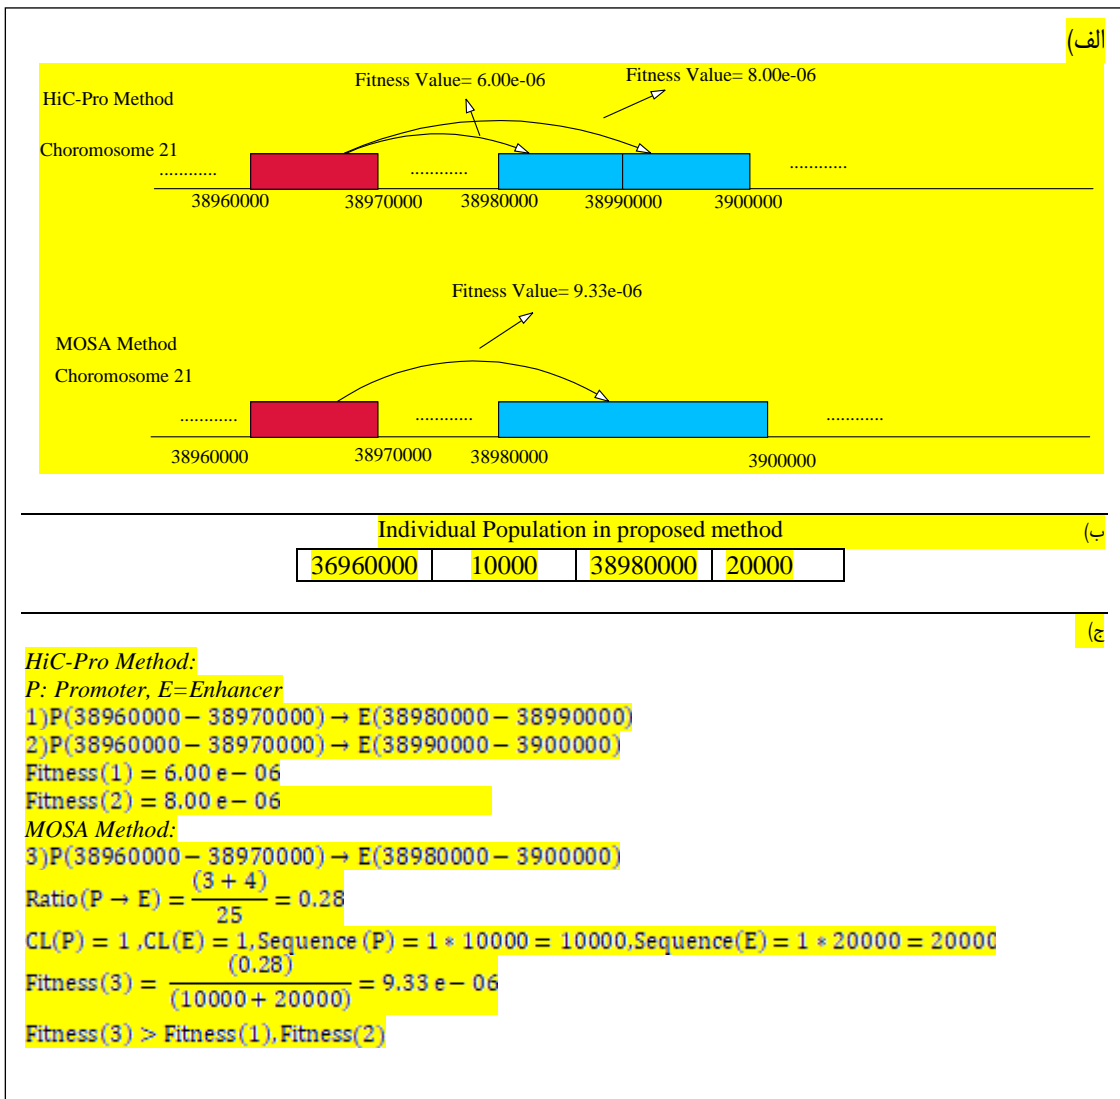 الف)
Fitness Value= 6.00e-06
Fitness Value= 8.00e-06
HiC-Pro Method
Choromosome 21
............
............
............
38960000 38970000 38980000 38990000 3900000
Fitness Value= 9.33e-06
MOSA Method
Choromosome 21
............
............
............
38960000 38970000 38980000 3900000
ب)
Individual Population in proposed method
36960000 10000 38980000 20000
ج)
HiC-Pro Method:
P: Promoter, E=Enhancer
1)P(38960000 − 38970000) → E(38980000 − 38990000)
2)P(38960000 − 38970000) → E(38990000 − 3900000)
Fitness(1) = 6.00 e − 06
Fitness(2) = 8.00 e − 06
MOSA Method:
3)P(38960000 − 38970000) → E(38980000 − 3900000)
Ratio(P → E) = (3 + 4) / 25 = 0.28
CL(P) = 1 ,CL(E) = 1,Sequence (P) = 1 * 10000 = 10000,Sequence(E) = 1 * 20000 = 20000
Fitness(3) = (0.28) / (10000 + 20000) = 9.33 e − 06
Fitness(3) > Fitness(1),Fitness(2)